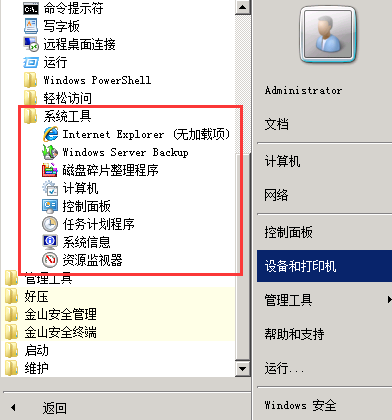 命令提示符
写字板
远程桌面连接
运行
Windows PowerShell
轻松访问
系统工具
Internet Explorer (无加载项)
Windows Server Backup
磁盘碎片整理程序
计算机
控制面板
任务计划程序
系统信息
资源监视器
管理工具
好压
金山安全管理
金山安全终端
启动
维护
返回
Administrator
文档
计算机
网络
控制面板
设备和打印机
管理工具
帮助和支持
运行...
Windows 安全